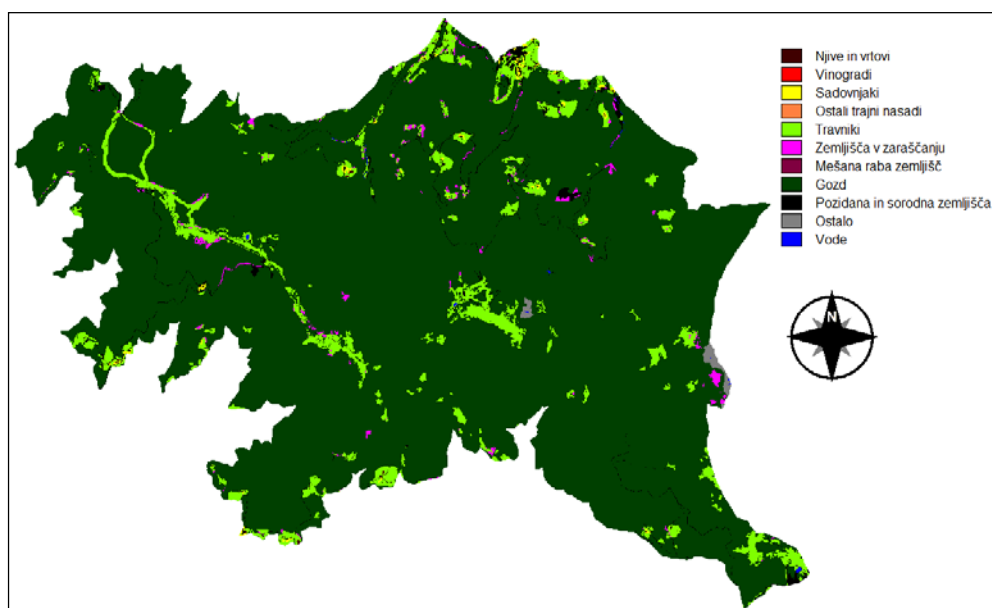 Njive in vrtovi
Vinogradi
Sadovnjaki
Ostali trajni nasadi
Travniki
Zemljišča v zaraščanju
Mešana raba zemljišč
Gozd
Pozidana in sorodna zemljišča
Ostalo
Vode
N